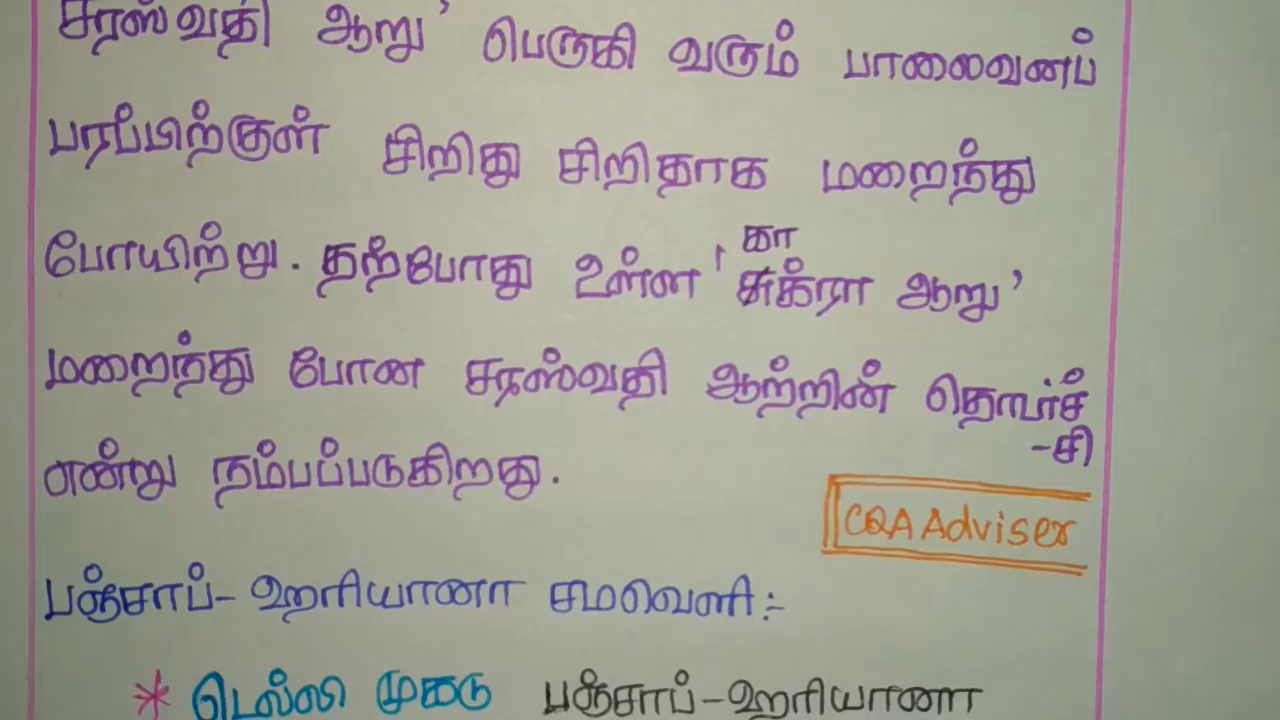 சரஸ்வதி ஆறு' பெருகி வரும் பாலைவனப்
பரப்பிற்குள் சிறிது சிறிதாக மறைந்து
போயிற்று. தற்போது உள்ள 'கா
சுக்ரா ஆறு'
மறைந்து போன சரஸ்வதி ஆற்றின் தொடர்ச்
-சி
என்று நம்பப்படுகிறது.
CQA Adviser
பஞ்சாப்- ஹரியானா சமவெளி:-
* டெல்லி முகடு பஞ்சாப்-ஹரியானா